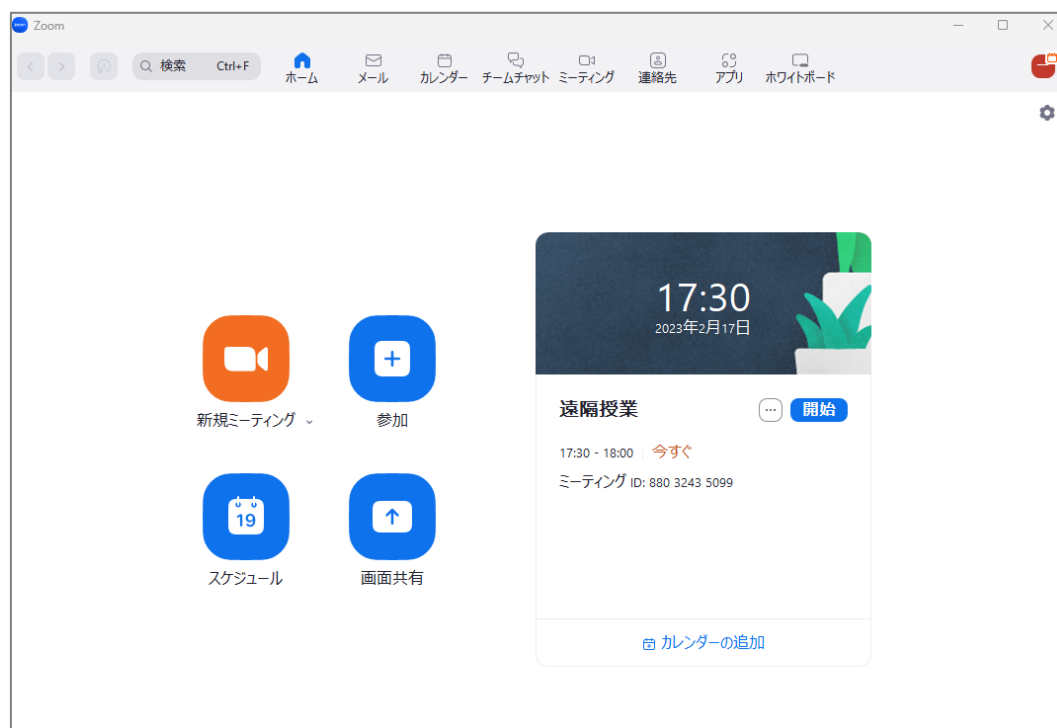 Zoom
検索 Ctrl+F
ホーム メール カレンダー チームチャット ミーティング 連絡先 アプリ ホワイトボード
17:30
2023年2月17日
新規ミーティング
参加
遠隔授業
...
開始
17:30 - 18:00 今すぐ
ミーティング ID: 880 3243 5099
19
スケジュール
画面共有
カレンダーの追加